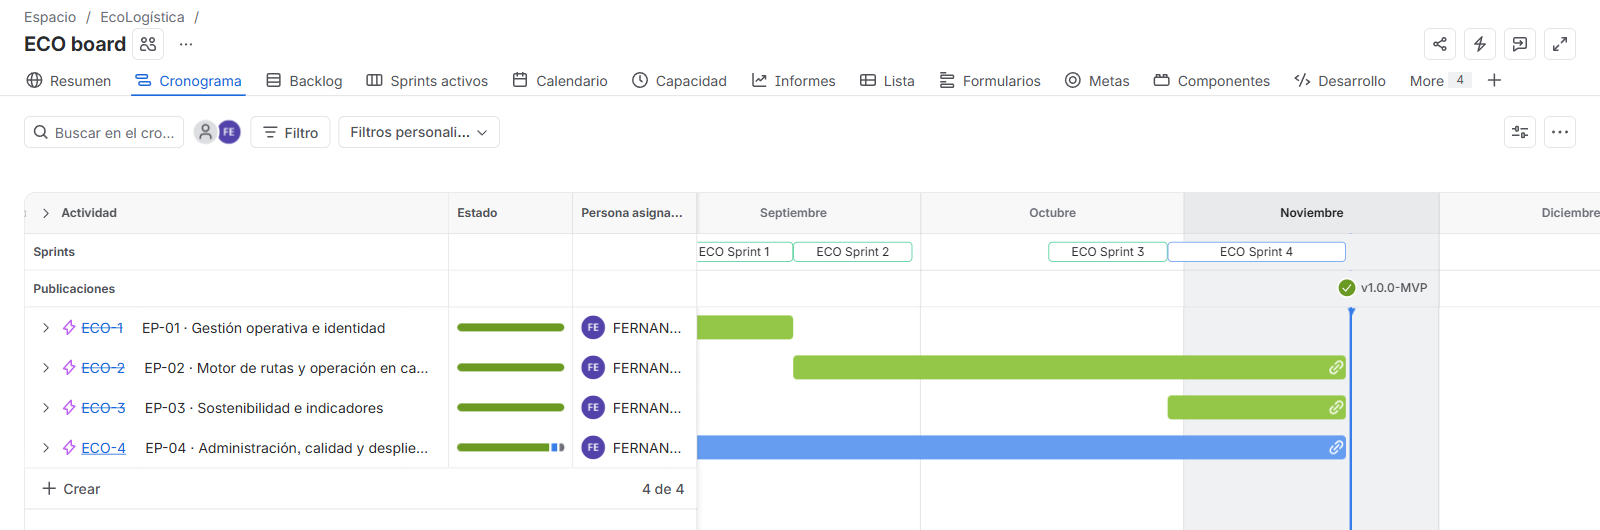 Espacio / EcoLogística /
ECO board
Resumen Cronograma Backlog Sprints activos Calendario Capacidad Informes Lista Formularios Metas Componentes Desarrollo More 4
Buscar en el cro... FE Filtro Filtros personali...
Actividad Estado Persona asigna... Septiembre Octubre Noviembre Diciembre
Sprints ECO Sprint 1 ECO Sprint 2 ECO Sprint 3 ECO Sprint 4
Publicaciones v1.0.0-MVP
ECO-1 EP-01 · Gestión operativa e identidad FE FERNAN...
ECO-2 EP-02 · Motor de rutas y operación en ca... FE FERNAN...
ECO-3 EP-03 · Sostenibilidad e indicadores FE FERNAN...
ECO-4 EP-04 · Administración, calidad y desplie... FE FERNAN...
Crear 4 de 4